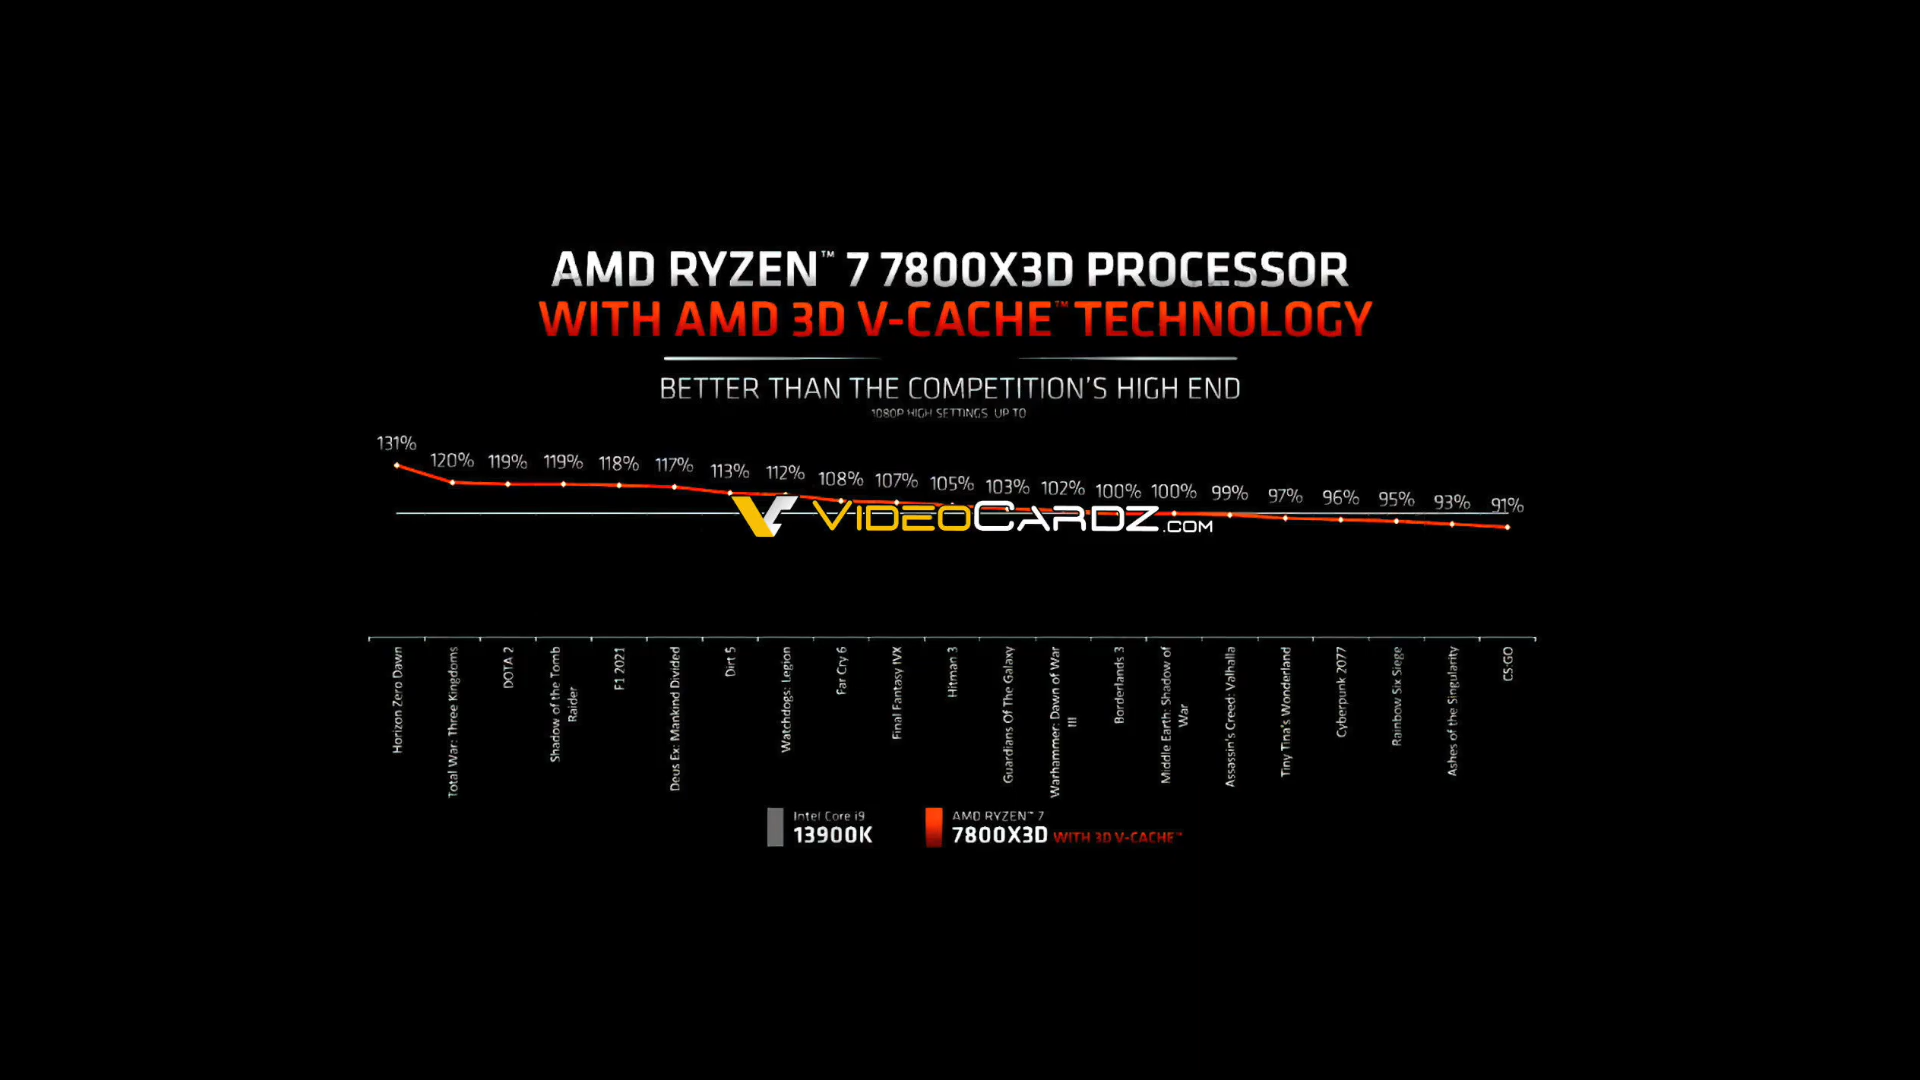 AMD RYZEN™ 7 7800X3D PROCESSOR
WITH AMD 3D V-CACHE™ TECHNOLOGY
BETTER THAN THE COMPETITION'S HIGH END
1080P HIGH SETTINGS UP TO
131% 120% 119% 119% 118% 117% 113% 112% 108% 107% 105% 103% 102% 100% 100% 99% 97% 96% 95% 93% 91%
VIDEOCARDZ.COM
Horizon Zero Dawn
Total War: Three Kingdoms
DOTA 2
Shadow of the Tomb
Raider
F1 2021
Deus Ex: Mankind Divided
Dirt 5
Watchdogs: Legion
Far Cry 6
Final Fantasy IVX
Hitman 3
Guardians Of The Galaxy
Warhammer: Dawn of War
III
Borderlands 3
Middle Earth: Shadow of
War
Assassin's Creed: Valhalla
Tiny Tina's Wonderland
Cyberpunk 2077
Rainbow Six Siege
Ashes of the Singularity
CS:GO
Intel Core i9
13900K
AMD RYZEN™ 7
7800X3D WITH 3D V-CACHE™